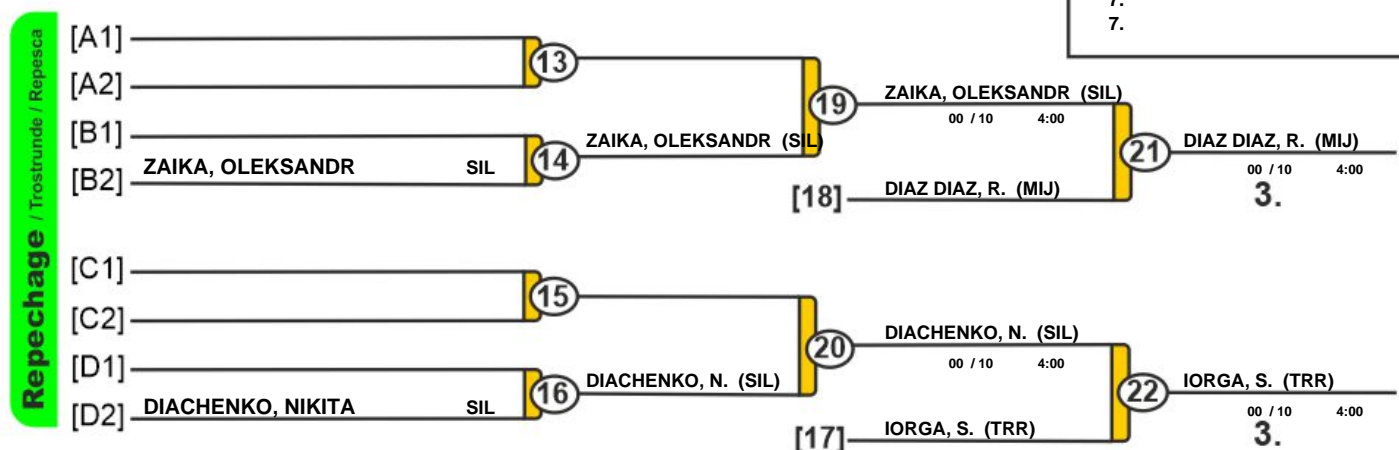 7.
7.
Repechage / Trostrunde / Repesca
[A1]
13
[A2]
19
ZAIKA, OLEKSANDR (SIL)
00 / 10 4:00
[B1]
ZAIKA, OLEKSANDR (SIL)
14
21
DIAZ DIAZ, R. (MIJ)
00 / 10 4:00
3.
[B2] ZAIKA, OLEKSANDR SIL
[18] DIAZ DIAZ, R. (MIJ)
[C1]
15
[C2]
20
DIACHENKO, N. (SIL)
00 / 10 4:00
[D1]
DIACHENKO, N. (SIL)
16
22
IORGA, S. (TRR)
00 / 10 4:00
3.
[D2] DIACHENKO, NIKITA SIL
[17] IORGA, S. (TRR)